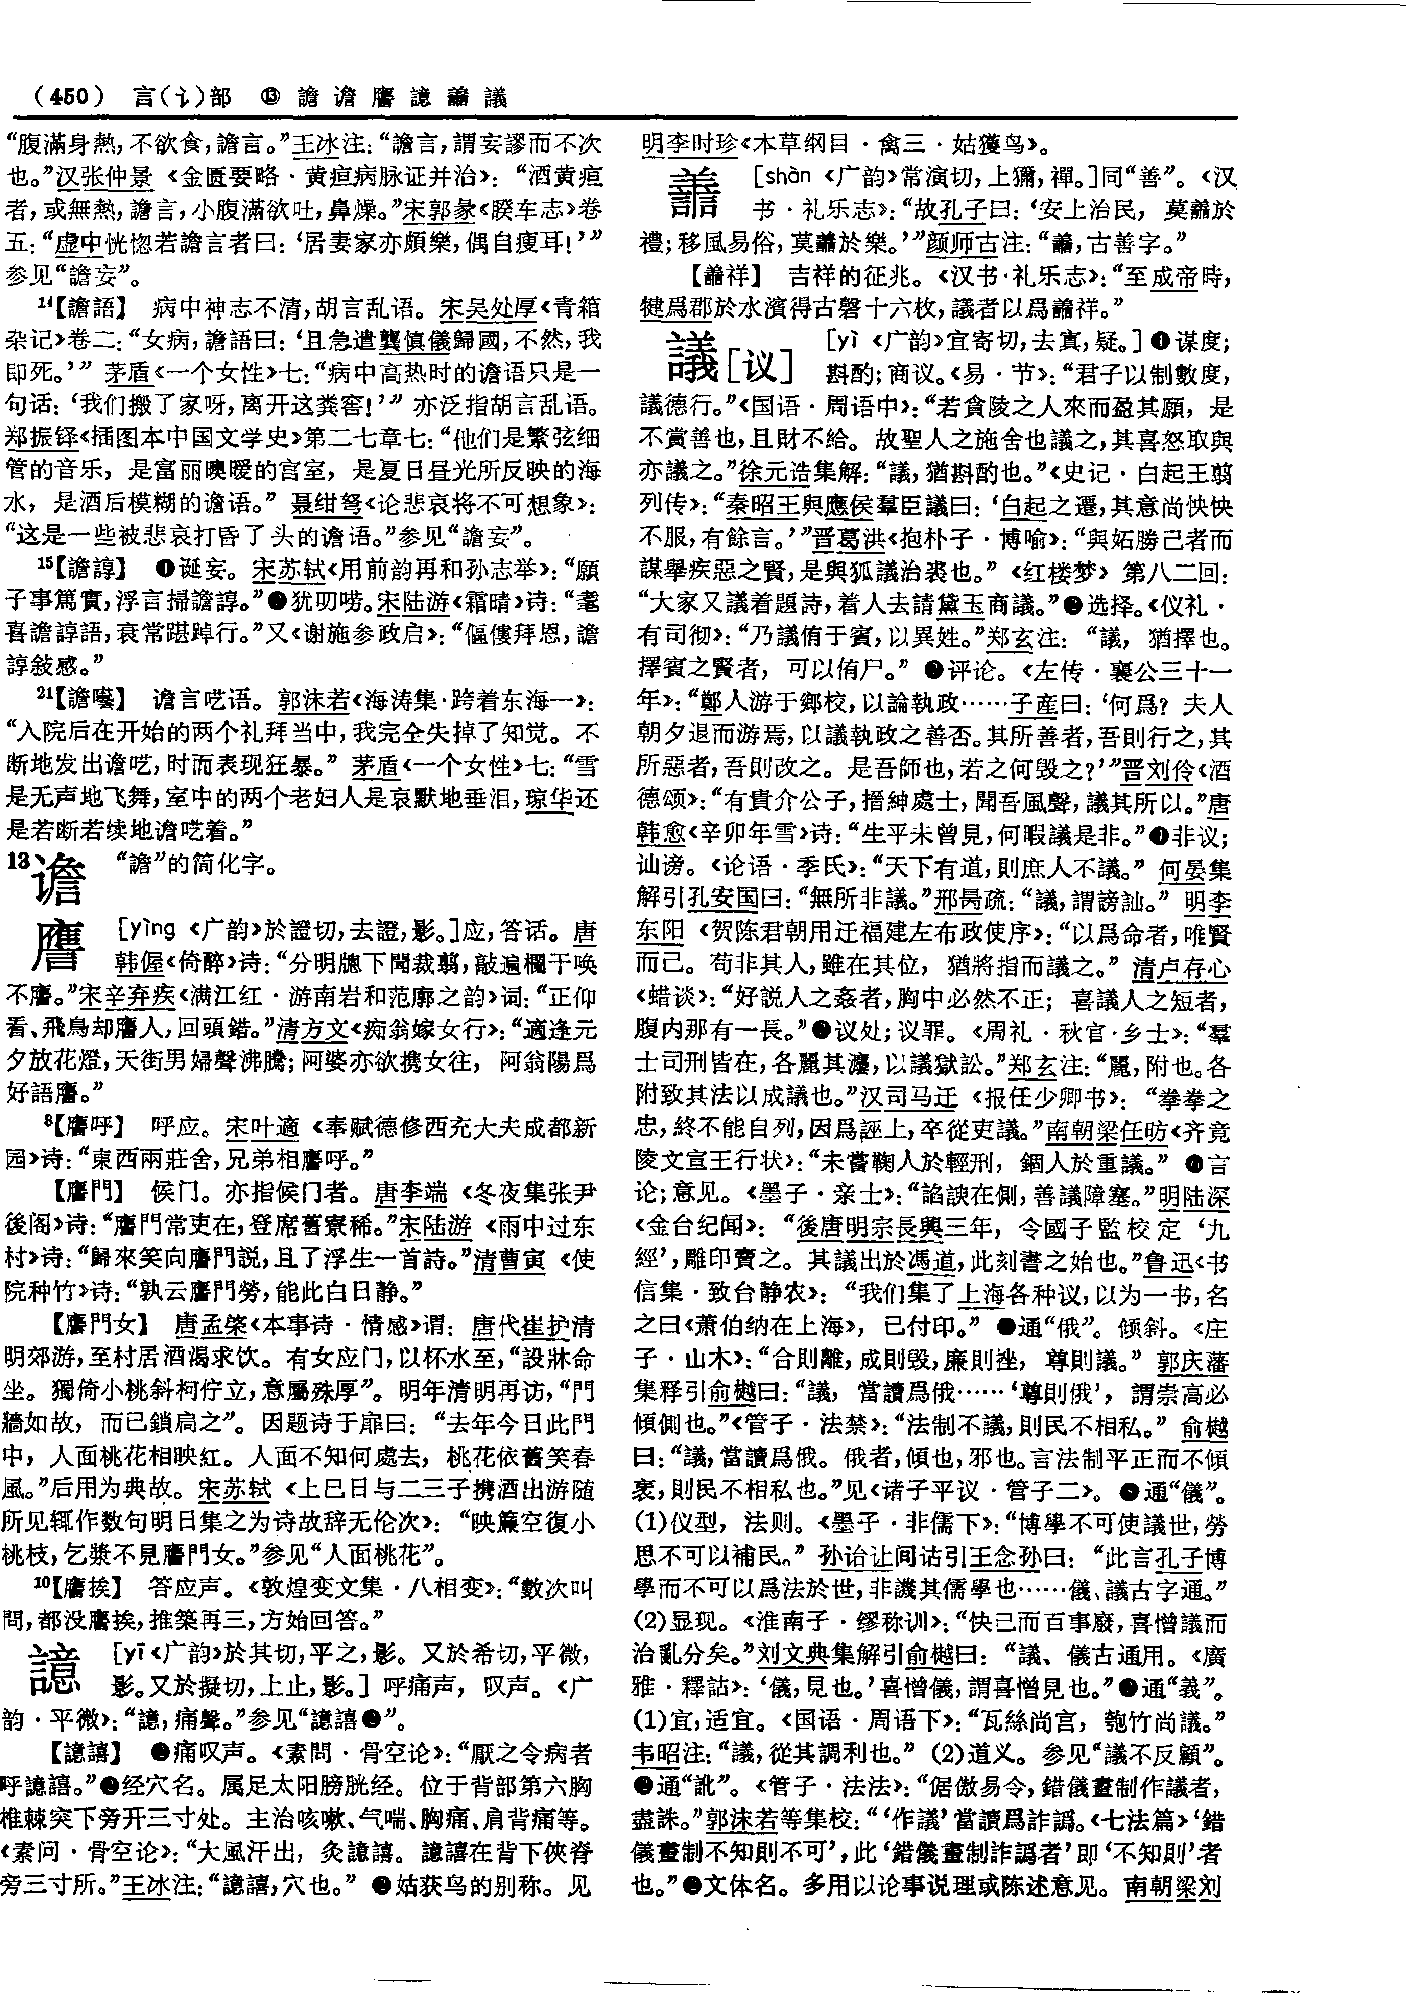 (450) 言(讠)部 ⑬ 譫谵譍譩譱議
“腹滿身熱，不欲食，譫言。”王冰注：“譫言，謂妄謬而不次
也。”汉张仲景《金匮要略·黄疸病脉证并治》：“酒黄疸
者，或無熱，譫言，小腹滿欲吐，鼻燥。”宋郭彖《睽车志》卷
五：“虚中恍惚若譫言者曰：‘居妻家亦頗樂，偶自瘦耳！’”
参见“譫妄”。
¹⁴【譫語】 病中神志不清，胡言乱语。宋吴处厚《青箱
杂记》卷二：“女病，譫語曰：‘且急遣龔慎儀歸國，不然，我
即死。’” 茅盾《一个女性》七：“病中高热时的谵语只是一
句话：‘我们搬了家呀，离开这粪窖！’” 亦泛指胡言乱语。
郑振铎《插图本中国文学史》第二七章七：“他们是繁弦细
管的音乐，是富丽噢暖的宫室，是夏日昼光所反映的海
水，是酒后模糊的谵语。” 聂绀弩《论悲哀将不可想象》：
“这是一些被悲哀打昏了头的谵语。”参见“譫妄”。
¹⁵【譫諄】 ❶诞妄。宋苏轼《用前韵再和孙志举》：“願
子事篤實，浮言掃譫諄。”❷犹叨唠。宋陆游《霜晴》诗：“耄
喜譫諄語，衰常踸踔行。”又《谢施参政启》：“傴僂拜恩，譫
諄敍感。”
²¹【譫囈】 谵言呓语。郭沫若《海涛集·跨着东海一》：
“入院后在开始的两个礼拜当中，我完全失掉了知觉。不
断地发出谵呓，时而表现狂暴。” 茅盾《一个女性》七：“雪
是无声地飞舞，室中的两个老妇人是哀默地垂泪，琼华还
是若断若续地谵呓着。”
13谵 “譫”的简化字。
譍 [yìng《广韵》於證切，去證，影。]应，答话。唐
韩偓《倚醉》诗：“分明牕下聞裁翦，敲遍欄干唤
不譍。”宋辛弃疾《满江红·游南岩和范廓之韵》词：“正仰
看、飛鳥却譍人，回頭錯。”清方文《痴翁嫁女行》：“適逢元
夕放花燈，天街男婦聲沸騰；阿婆亦欲携女往，阿翁陽爲
好語譍。”
⁸【譍呼】 呼应。宋叶適《奉赋德修西充大夫成都新
园》诗：“東西兩莊舍，兄弟相譍呼。”
【譍門】 候门。亦指候门者。唐李端《冬夜集张尹
後阁》诗：“譍門常吏在，登席舊寮稀。”宋陆游《雨中过东
村》诗：“歸來笑向譍門説，且了浮生一首詩。”清曹寅《使
院种竹》诗：“孰云譍門勞，能此白日静。”
【譍門女】 唐孟棨《本事诗·情感》谓：唐代崔护清
明郊游，至村居酒渴求饮。有女应门，以杯水至，“設牀命
坐。獨倚小桃斜柯佇立，意屬殊厚”。明年清明再访，“門
牆如故，而已鎖扃之”。因题诗于扉曰：“去年今日此門
中，人面桃花相映紅。人面不知何處去，桃花依舊笑春
風。”后用为典故。宋苏轼《上巳日与二三子携酒出游随
所见辄作数句明日集之为诗故辞无伦次》：“映簾空復小
桃枝，乞漿不見譍門女。”参见“人面桃花”。
¹⁰【譍挨】 答应声。《敦煌变文集·八相变》：“數次叫
問，都没譍挨，推築再三，方始回答。”
譩 [yī《广韵》於其切，平之，影。又於希切，平微，
影。又於擬切，上止，影。] 呼痛声，叹声。《广
韵·平微》：“譩，痛聲。”参见“譩譆❶”。
【譩譆】 ❶痛叹声。《素問·骨空论》：“厭之令病者
呼譩譆。”❷经穴名。属足太阳膀胱经。位于背部第六胸
椎棘突下旁开三寸处。主治咳嗽、气喘、胸痛、肩背痛等。
《素问·骨空论》：“大風汗出，灸譩譆。譩譆在背下俠脊
旁三寸所。”王冰注：“譩譆，穴也。” ❸姑获鸟的别称。见
明李时珍《本草纲目·禽三·姑獲鸟》。
譱 [shàn《广韵》常演切，上獮，禪。]同“善”。《汉
书·礼乐志》：“故孔子曰：‘安上治民，莫譱於
禮；移風易俗，莫譱於樂。’”颜师古注：“譱，古善字。”
【譱祥】 吉祥的征兆。《汉书·礼乐志》：“至成帝時，
犍爲郡於水濱得古磬十六枚，議者以爲譱祥。”
議[议] [yì《广韵》宜寄切，去寘，疑。]❶谋度；
斟酌；商议。《易·节》：“君子以制數度，
議德行。”《国语·周语中》：“若貪陵之人來而盈其願，是
不賞善也，且財不給。故聖人之施舍也議之，其喜怒取與
亦議之。”徐元诰集解：“議，猶斟酌也。”《史记·白起王翦
列传》：“秦昭王與應侯羣臣議曰：‘白起之遷，其意尚怏怏
不服，有餘言。’”晋葛洪《抱朴子·博喻》：“與妬勝己者而
謀舉疾惡之賢，是與狐議治裘也。”《红楼梦》第八二回：
“大家又議着題詩，着人去請黛玉商議。”❷选择。《仪礼·
有司彻》：“乃議侑于賓，以異姓。”郑玄注：“議，猶擇也。
擇賓之賢者，可以侑尸。” ❸评论。《左传·襄公三十一
年》：“鄭人游于鄉校，以論執政……子産曰：‘何爲？夫人
朝夕退而游焉，以議執政之善否。其所善者，吾則行之，其
所惡者，吾則改之。是吾師也，若之何毁之？’”晋刘伶《酒
德颂》：“有貴介公子，搢紳處士，聞吾風聲，議其所以。”唐
韩愈《辛卯年雪》诗：“生平未曾見，何暇議是非。”❹非议；
讪谤。《论语·季氏》：“天下有道，則庶人不議。” 何晏集
解引孔安国曰：“無所非議。”邢昺疏：“議，謂謗訕。” 明李
东阳《贺陈君朝用迁福建左布政使序》：“以爲命者，唯賢
而已。苟非其人，雖在其位，猶將指而議之。” 清卢存心
《蜡谈》：“好説人之姦者，胸中必然不正；喜議人之短者，
腹内那有一長。”❺议处；议罪。《周礼·秋官·乡士》：“羣
士司刑皆在，各麗其灋，以議獄訟。”郑玄注：“麗，附也。各
附致其法以成議也。”汉司马迁《报任少卿书》：“拳拳之
忠，終不能自列，因爲誣上，卒從吏議。”南朝梁任昉《齐竟
陵文宣王行状》：“未嘗鞠人於輕刑，錮人於重議。” ❻言
论；意见。《墨子·亲士》：“諂諛在側，善議障塞。”明陆深
《金台纪闻》：“後唐明宗長興三年，令國子監校定‘九
經’，雕印賣之。其議出於馮道，此刻書之始也。”鲁迅《书
信集·致台静农》：“我们集了上海各种议，以为一书，名
之曰《萧伯纳在上海》，已付印。” ❼通“俄”。倾斜。《庄
子·山木》：“合則離，成則毁，廉則挫，尊則議。” 郭庆藩
集释引俞樾曰：“議，當讀爲俄……‘尊則俄’，謂崇高必
傾側也。”《管子·法禁》：“法制不議，則民不相私。” 俞樾
曰：“議，當讀爲俄。俄者，傾也，邪也。言法制平正而不傾
衺，則民不相私也。”见《诸子平议·管子二》。 ❽通“儀”。
(1)仪型，法则。《墨子·非儒下》：“博學不可使議世，勞
思不可以補民。” 孙诒让间诂引王念孙曰：“此言孔子博
學而不可以爲法於世，非譏其儒學也……儀、議古字通。”
(2)显现。《淮南子·缪称训》：“快己而百事廢，喜憎議而
治亂分矣。”刘文典集解引俞樾曰：“議、儀古通用。《廣
雅·釋詁》：‘儀，見也。’喜憎儀，謂喜憎見也。”❾通“義”。
(1)宜，适宜。《国语·周语下》：“瓦絲尚言，匏竹尚議。”
韦昭注：“議，從其調利也。” (2)道义。参见“議不反顧”。
❿通“訛”。《管子·法法》：“倨傲易令，錯儀畫制作議者，
盡誅。”郭沫若等集校：“‘作議’當讀爲詐譌。《七法篇》‘錯
儀畫制不知則不可’，此‘錯儀畫制詐譌者’即‘不知則’者
也。”⓫文体名。多用以论事说理或陈述意见。南朝梁刘